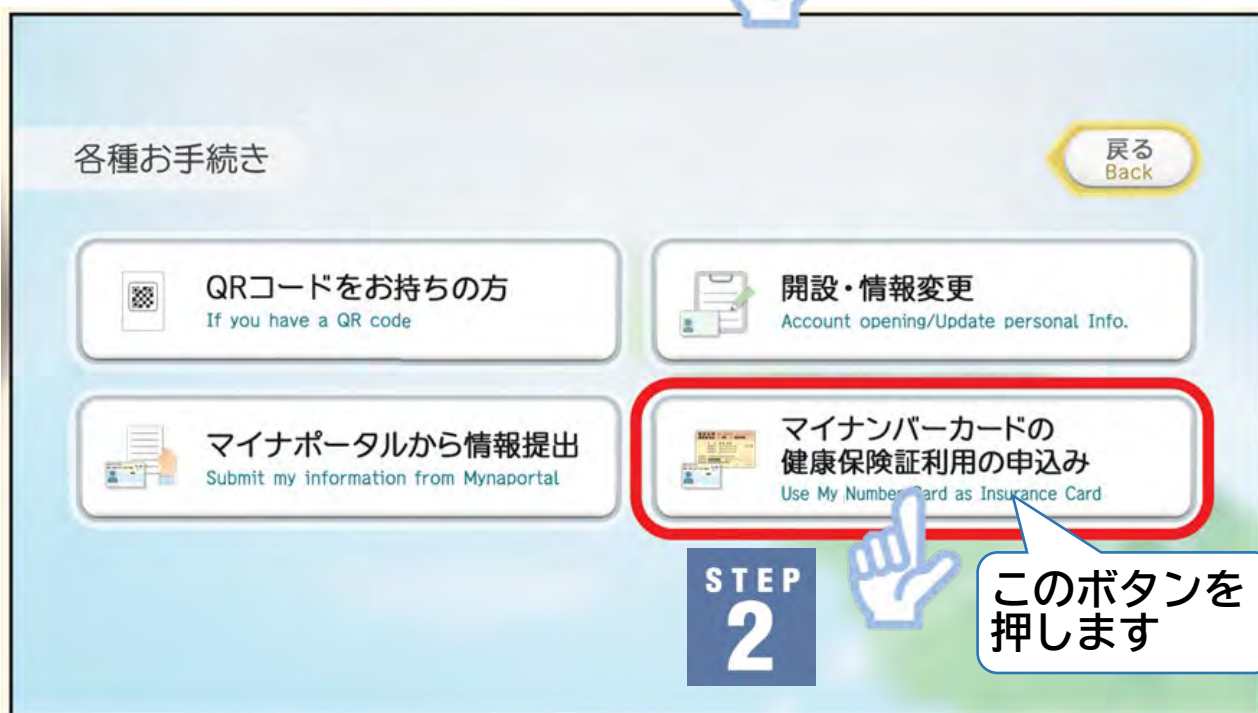 各種お手続き
戻る
Back
QRコードをお持ちの方
If you have a QR code
開設・情報変更
Account opening/Update personal Info.
マイナポータルから情報提出
Submit my information from Mynaportal
マイナンバーカードの
健康保険証利用の申込み
Use My Number Card as Insurance Card
STEP
2
このボタンを
押します